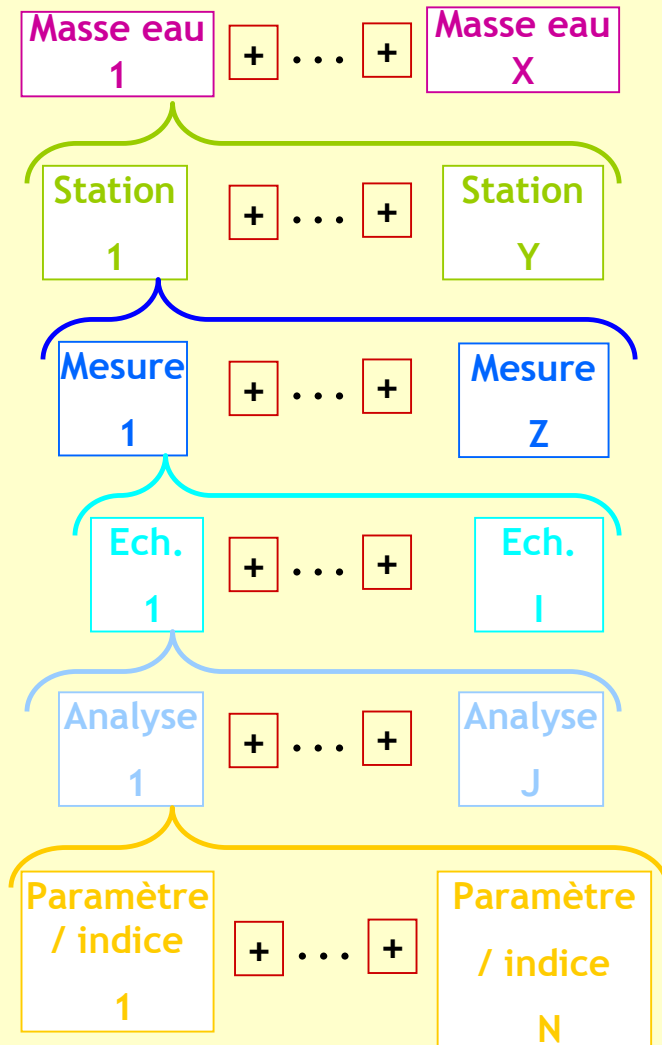 Masse eau
1
+ ... +
Masse eau
X
Station
1
+ ... +
Station
Y
Mesure
1
+ ... +
Mesure
Z
Ech.
1
+ ... +
Ech.
I
Analyse
1
+ ... +
Analyse
J
Paramètre
/ indice
1
+ ... +
Paramètre
/ indice
N